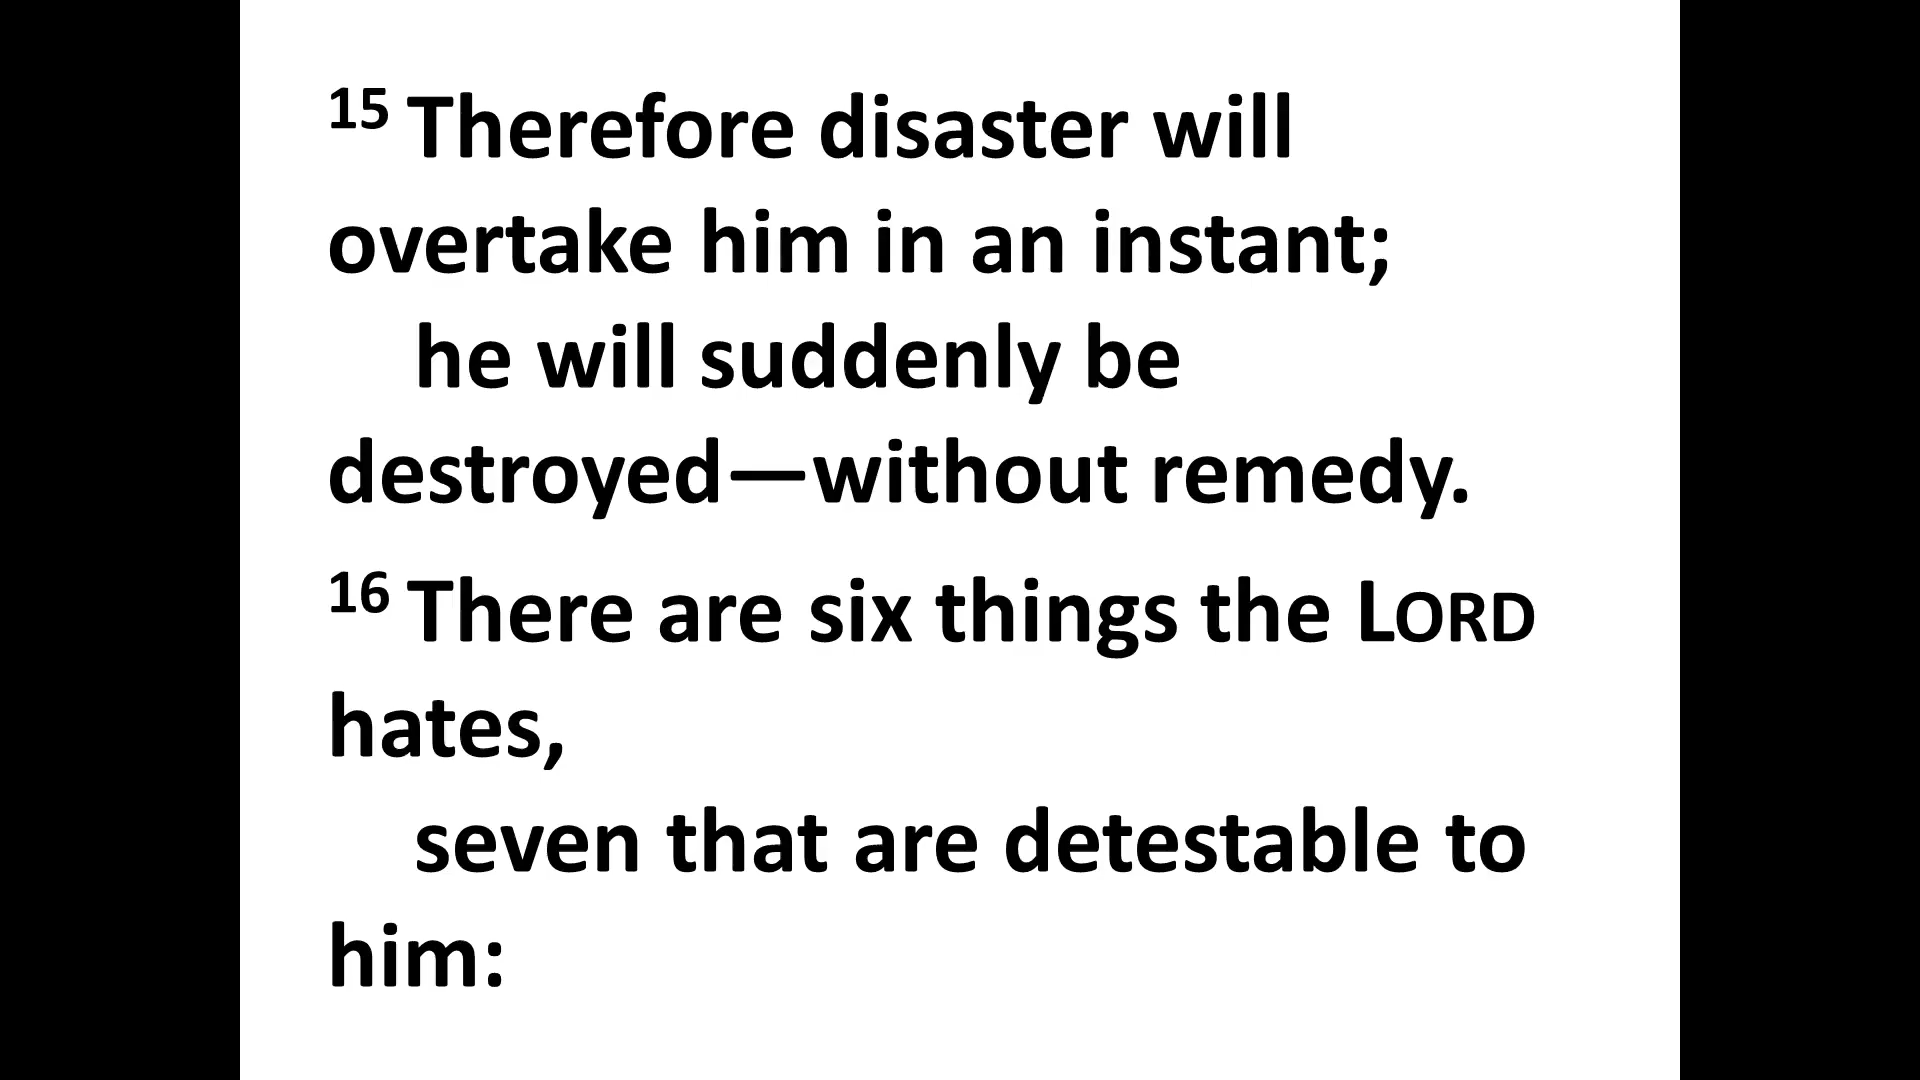 15 Therefore disaster will
overtake him in an instant;
he will suddenly be
destroyed—without remedy.
16 There are six things the LORD
hates,
seven that are detestable to
him: